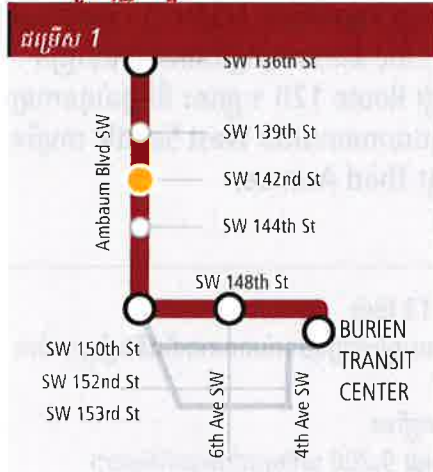 ជម្រើស 1
SW 136th St
SW 139th St
Ambaum Blvd SW
SW 142nd St
SW 144th St
SW 148th St
BURIEN
TRANSIT
CENTER
SW 150th St
SW 152nd St
SW 153rd St
6th Ave SW
4th Ave SW